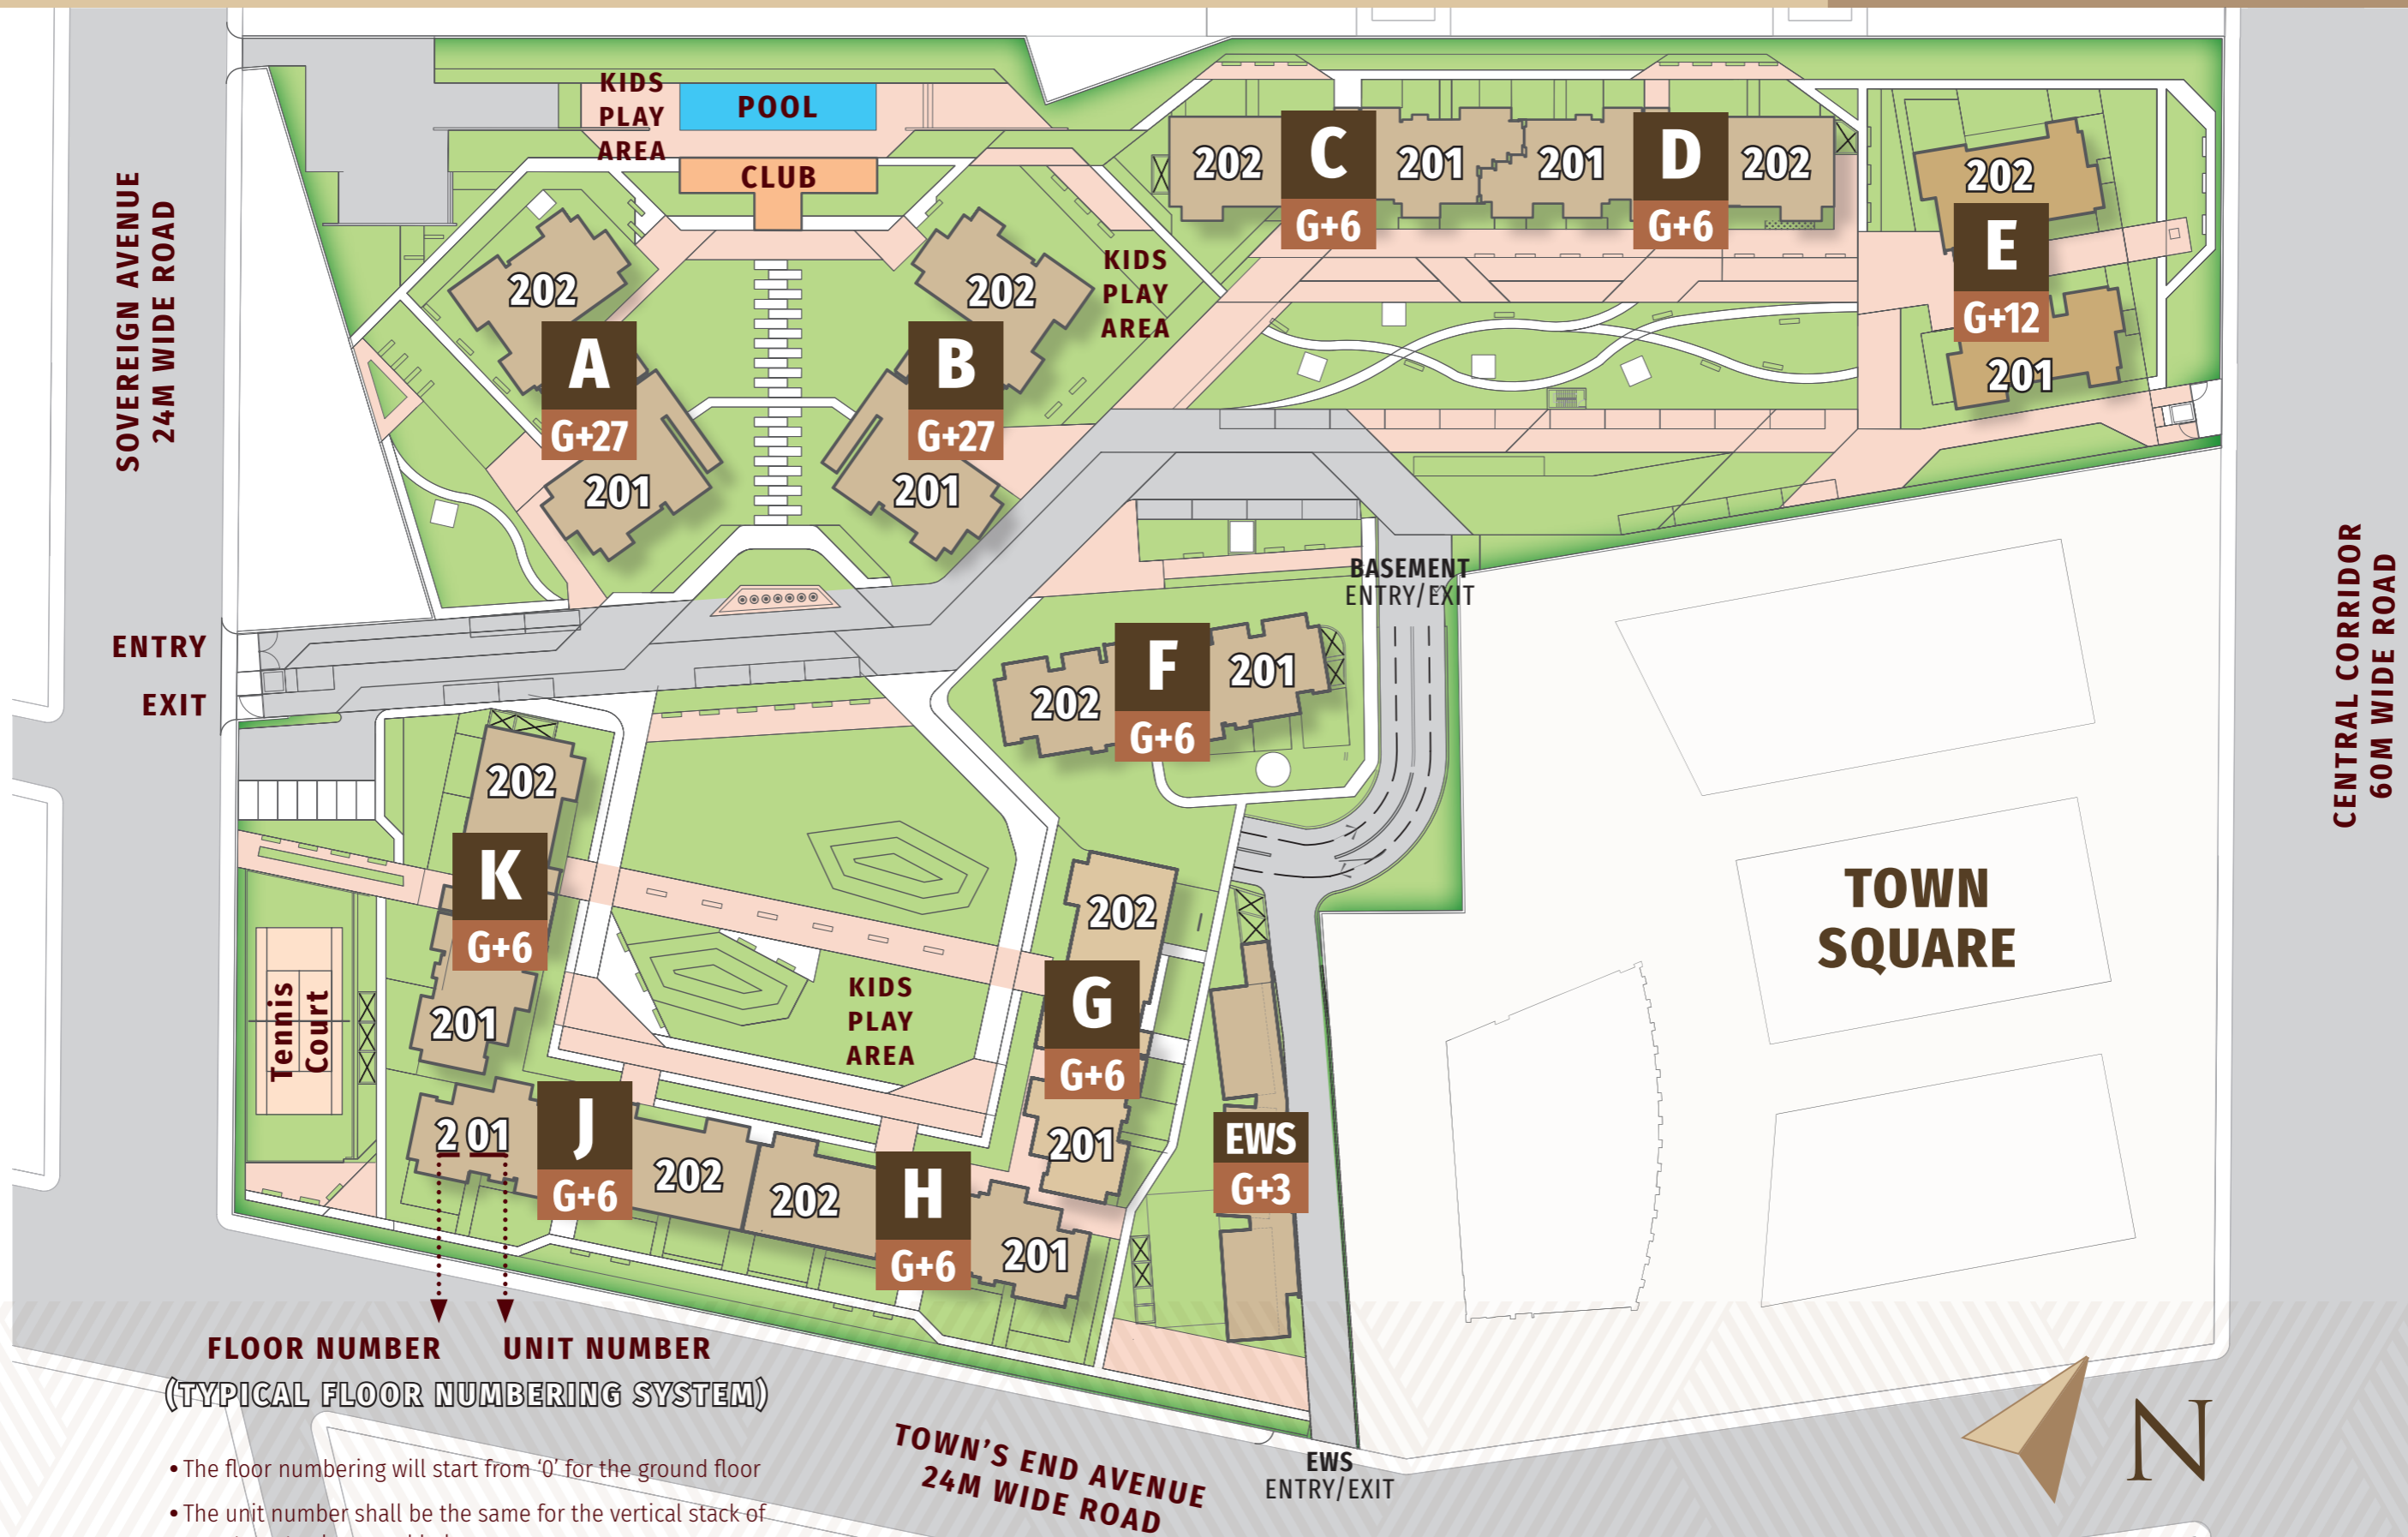 KIDS
PLAY
AREA
POOL
CLUB
SOVEREIGN AVENUE
24M WIDE ROAD
202
A
G+27
201
202
B
G+27
201
KIDS
PLAY
AREA
202
C
G+6
201
201
D
G+6
202
202
E
G+12
201
ENTRY
EXIT
BASEMENT
ENTRY/EXIT
202
F
G+6
201
CENTRAL CORRIDOR
60M WIDE ROAD
202
K
G+6
201
Tennis
Court
KIDS
PLAY
AREA
202
G
G+6
201
TOWN
SQUARE
EWS
G+3
2 01
J
G+6
202
202
H
G+6
201
FLOOR NUMBER
UNIT NUMBER
(TYPICAL FLOOR NUMBERING SYSTEM)
• The floor numbering will start from ‘0’ for the ground floor
• The unit number shall be the same for the vertical stack of
TOWN’S END AVENUE
24M WIDE ROAD
EWS
ENTRY/EXIT
N